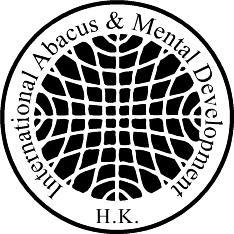 International Abacus & Mental Development
H.K.